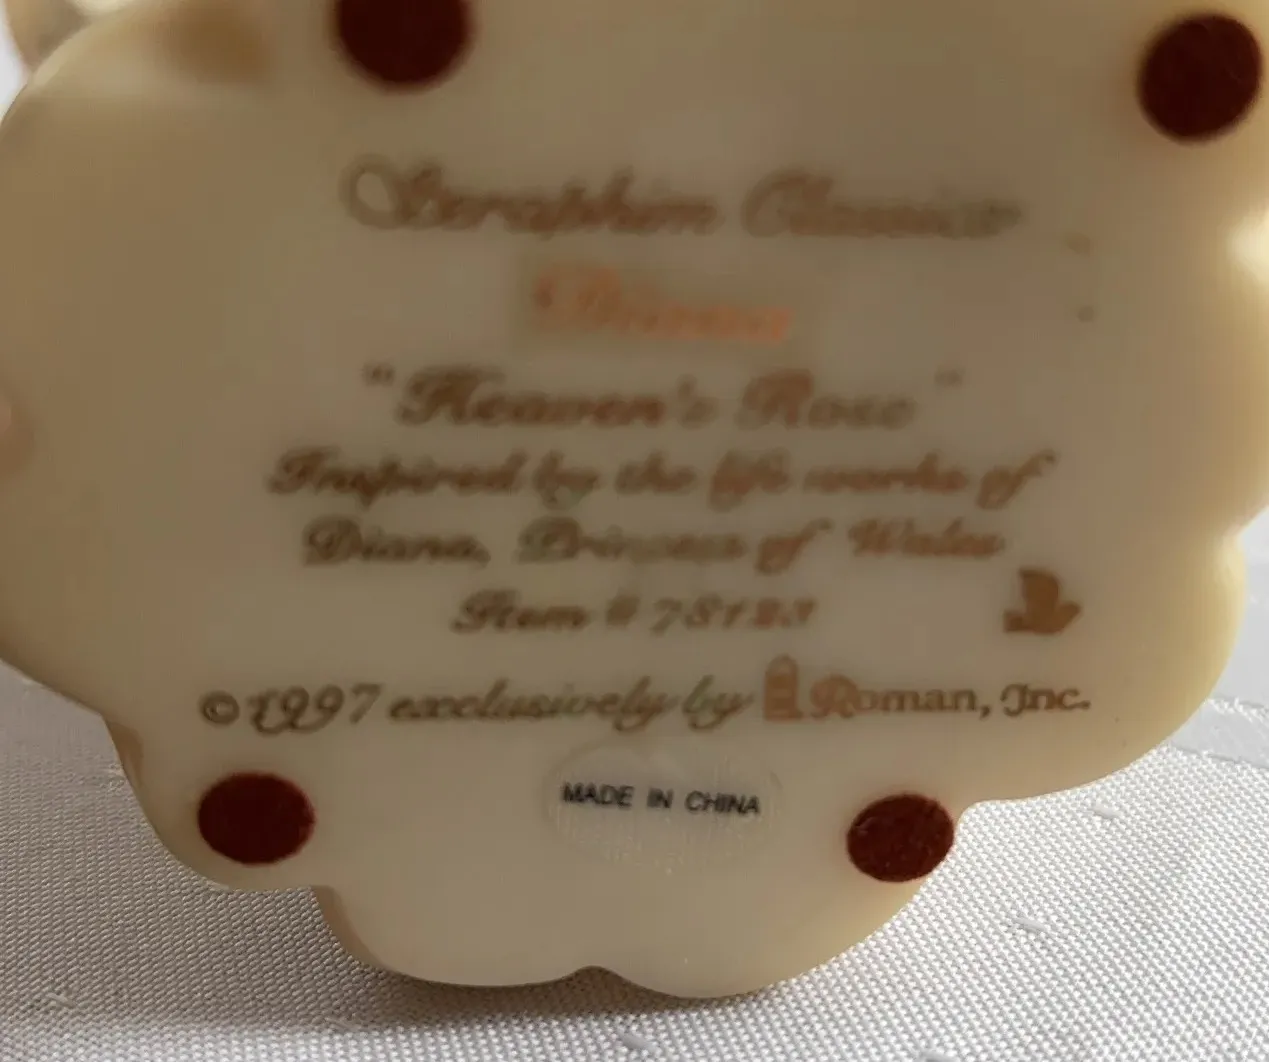 Seraphim Classics
Diana
"Heaven's Rose"
Inspired by the life works of
Diana, Princess of Wales
Item # 78123
©1997 exclusively by Roman, Inc.
MADE IN CHINA